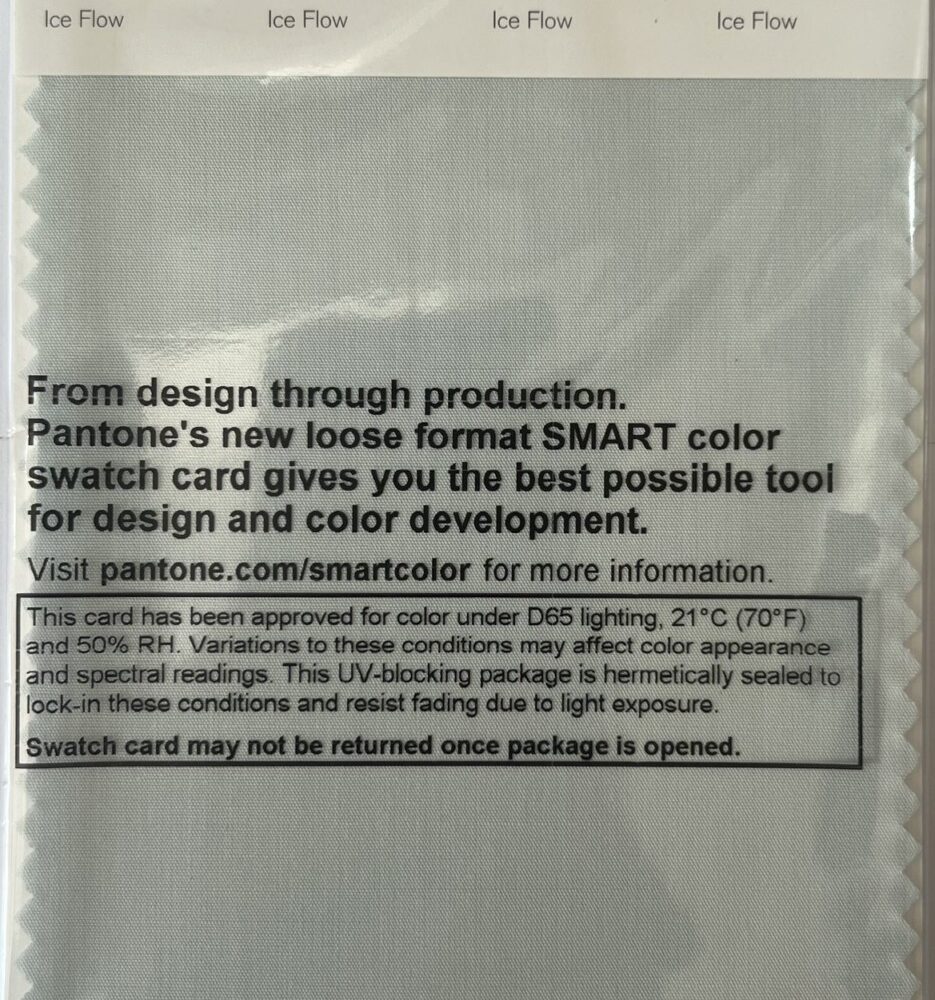 Ice Flow Ice Flow Ice Flow Ice Flow
From design through production.
Pantone's new loose format SMART color
swatch card gives you the best possible tool
for design and color development.
Visit pantone.com/smartcolor for more information.
This card has been approved for color under D65 lighting, 21°C (70°F)
and 50% RH. Variations to these conditions may affect color appearance
and spectral readings. This UV-blocking package is hermetically sealed to
lock-in these conditions and resist fading due to light exposure.
Swatch card may not be returned once package is opened.